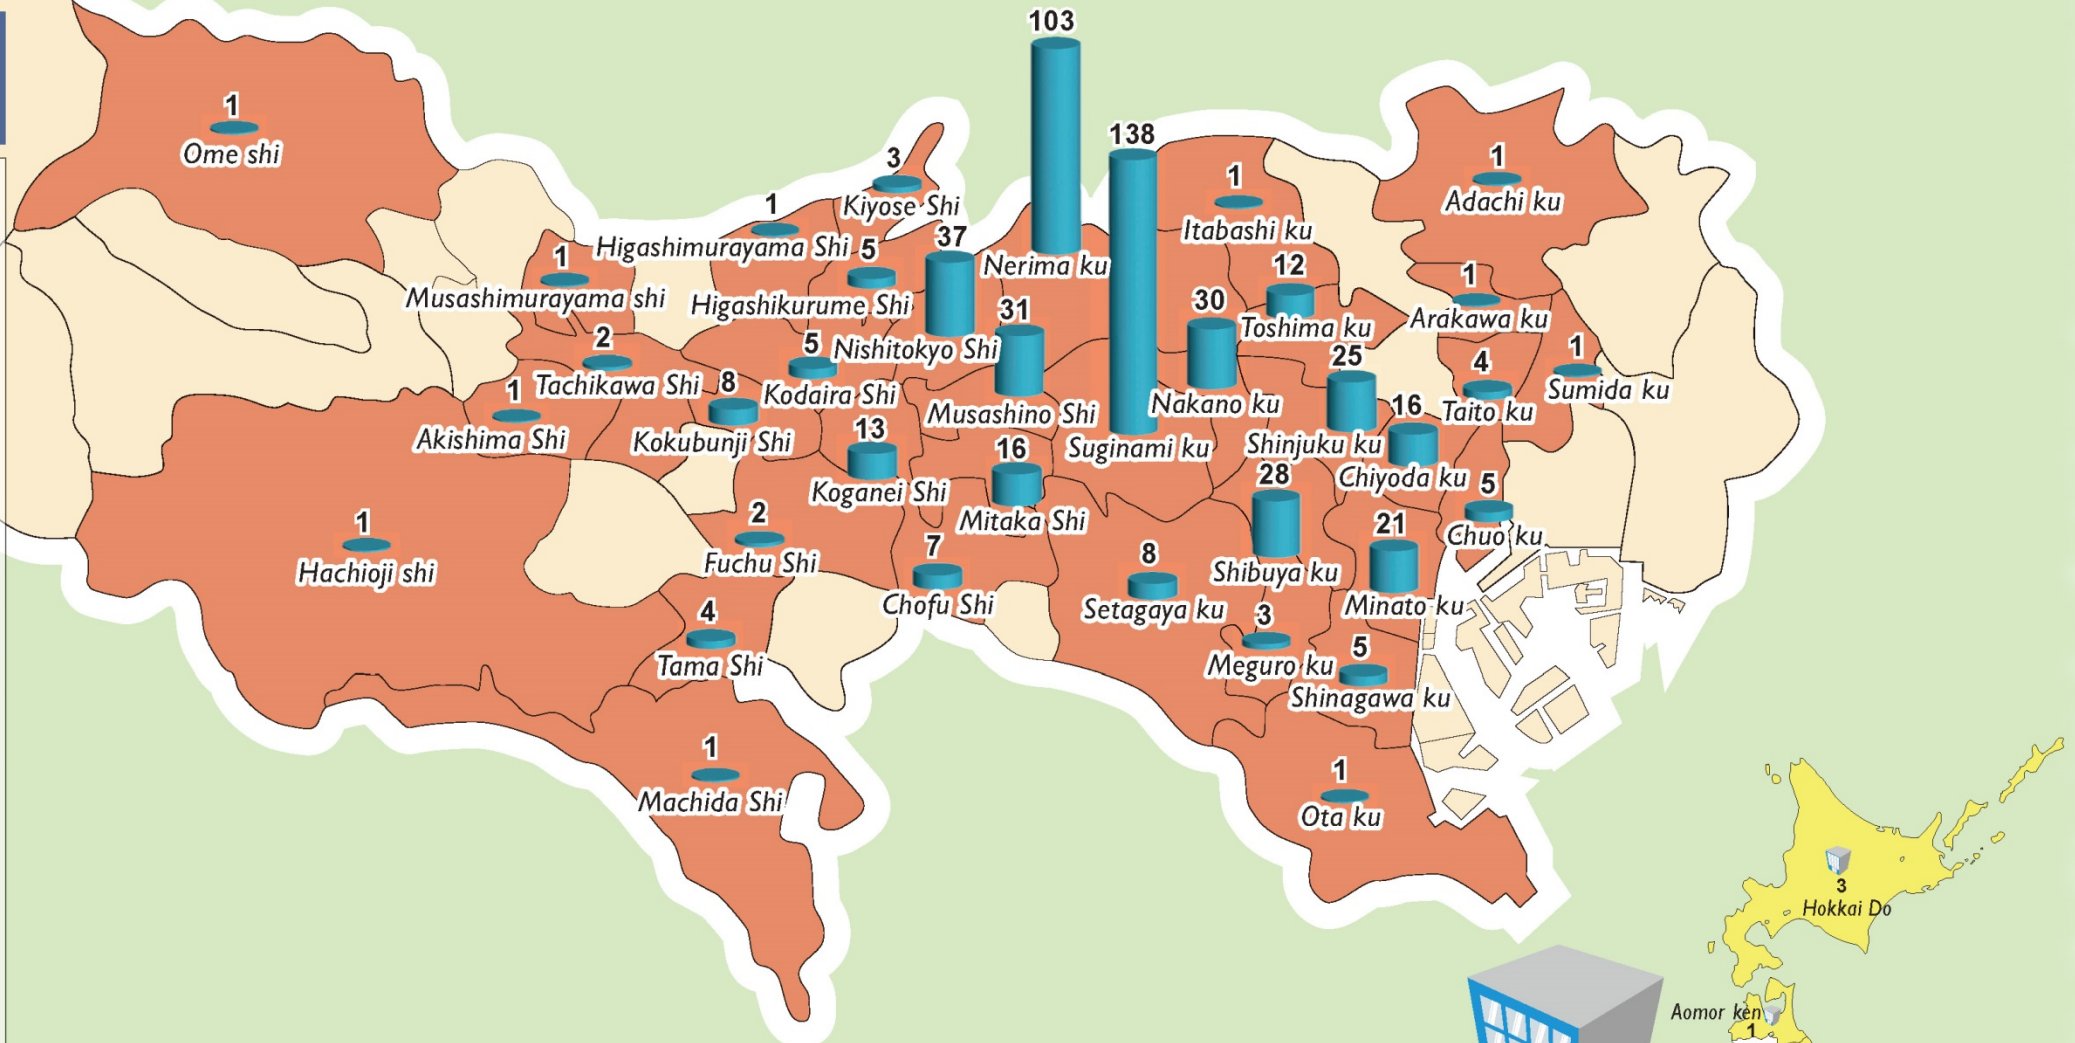 103
138
1
Ome shi
3
Kiyose Shi
1
Itabashi ku
1
Adachi ku
1
Higashimurayama Shi
37
Nerima ku
5
Higashikurume Shi
1
Musashimurayama shi
12
Toshima ku
1
Arakawa ku
31
30
Nishitokyo Shi
2
Tachikawa Shi
5
Kodaira Shi
25
4
Taito ku
1
Sumida ku
1
Akishima Shi
8
Kokubunji Shi
Musashino Shi
Nakano ku
16
13
Koganei Shi
16
Mitaka Shi
Suginami ku
Shinjuku ku
Chiyoda ku
28
5
Chuo ku
1
Hachioji shi
2
Fuchu Shi
7
Chofu Shi
8
Setagaya ku
Shibuya ku
21
Minato ku
4
Tama Shi
3
Meguro ku
5
Shinagawa ku
1
Machida Shi
1
Ota ku
3
Hokkai Do
Aomor ken
1